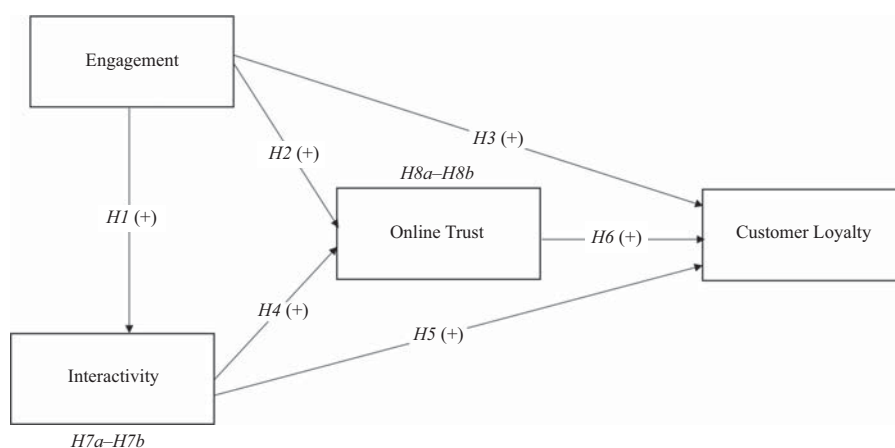 Engagement
H3 (+)
H2 (+)
H8a–H8b
H1 (+)
Online Trust
H6 (+)
Customer Loyalty
H4 (+)
H5 (+)
Interactivity
H7a–H7b